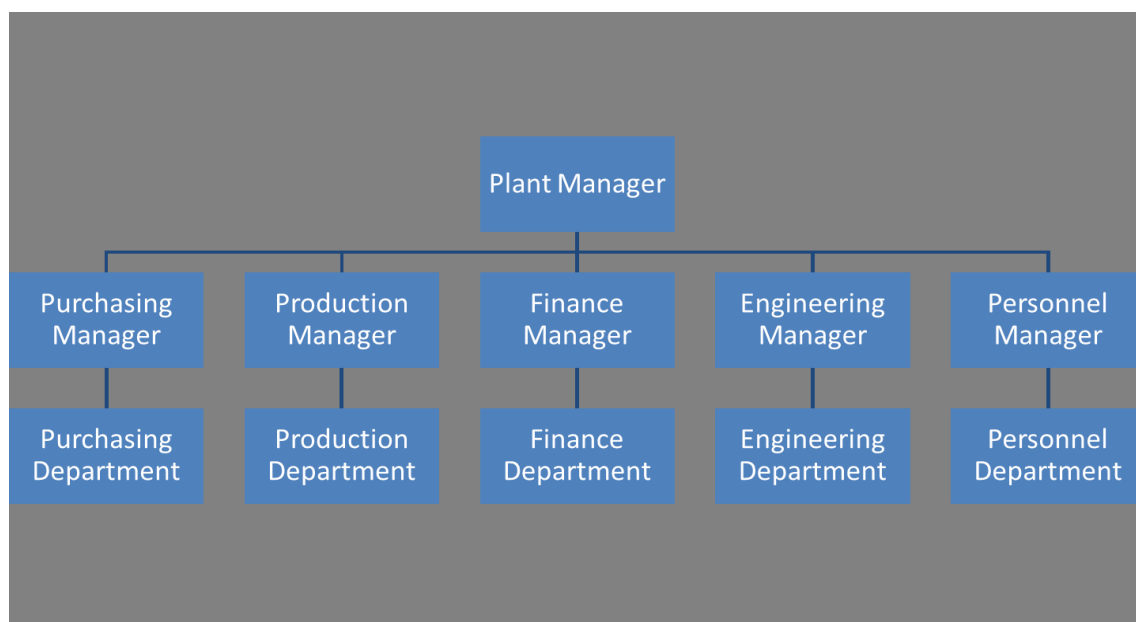 Plant Manager
Purchasing
Manager
Production
Manager
Finance
Manager
Engineering
Manager
Personnel
Manager
Purchasing
Department
Production
Department
Finance
Department
Engineering
Department
Personnel
Department